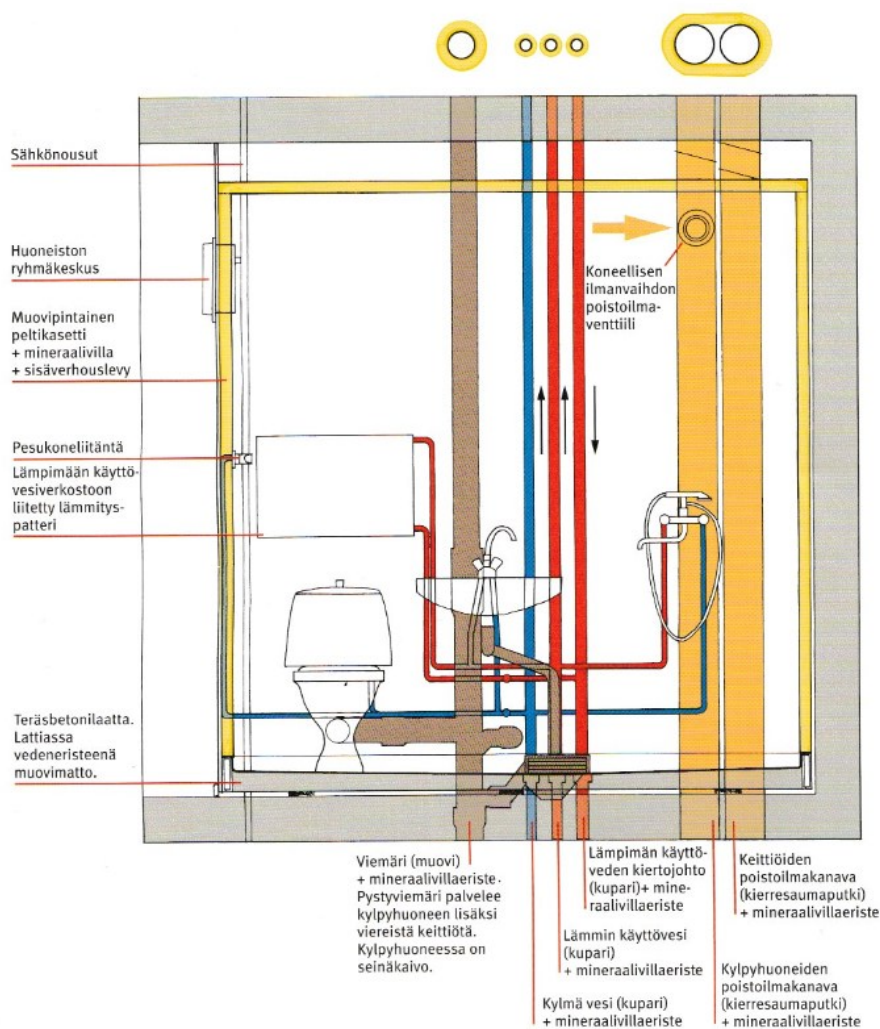 Sähkönousut
Huoneiston
ryhmäkeskus
Muovipintainen
peltikasetti
+ mineraalivilla
+ sisäverhouslevy
Pesukoneliitäntä
Lämpimään käyttö-
vesiverkostoon
liitetty lämmitys-
patteri
Teräsbetonilaatta.
Lattiassa
vedeneristeenä
muovimatto.
Koneellisen
ilmanvaihdon
poistoilma-
venttiili
Viemäri (muovi)
+ mineraalivillaeriste.
Pystyviemäri palvelee
kylpyhuoneen lisäksi
viereistä keittiötä.
Kylpyhuoneessa on
seinäkaivo.
Kylmä vesi (kupari)
+ mineraalivillaeriste
Lämmin käyttövesi
(kupari)
+ mineraalivillaeriste
Lämpimän käyttö-
veden kiertojohto
(kupari)+ mine-
raalivillaeriste
Kylpyhuoneiden
poistoilmakanava
(kierresaumaputki)
+ mineraalivillaeriste
Keittiöiden
poistoilmakanava
(kierresaumaputki)
+ mineraalivillaeriste